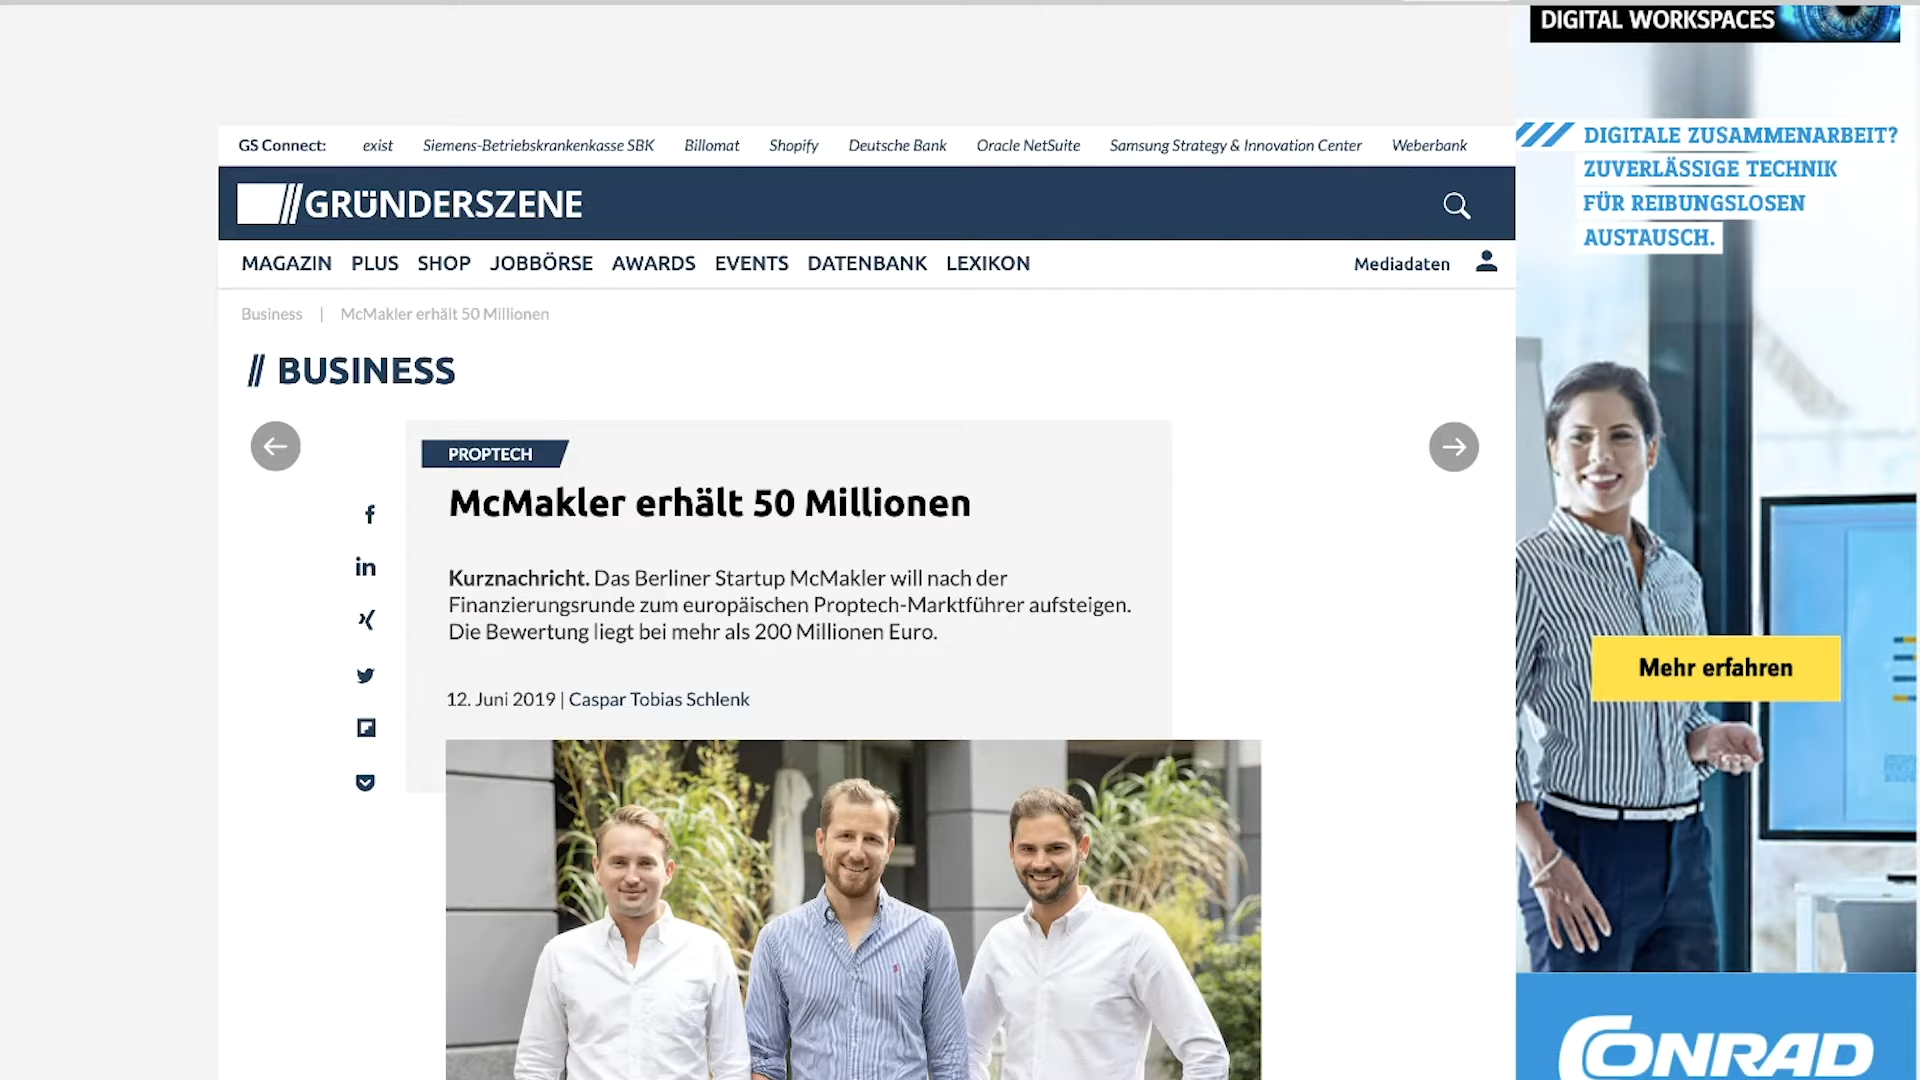 DIGITAL WORKSPACES
GS Connect: exist Siemens-Betriebskrankenkasse SBK Billomat Shopify Deutsche Bank Oracle NetSuite Samsung Strategy & Innovation Center Weberbank
GRÜNDERSZENE
MAGAZIN PLUS SHOP JOBBÖRSE AWARDS EVENTS DATENBANK LEXIKON Mediadaten
Business | McMakler erhält 50 Millionen
// BUSINESS
PROPTECH
McMakler erhält 50 Millionen
Kurznachricht. Das Berliner Startup McMakler will nach der
Finanzierungsrunde zum europäischen Proptech-Marktführer aufsteigen.
Die Bewertung liegt bei mehr als 200 Millionen Euro.
12. Juni 2019 | Caspar Tobias Schlenk
DIGITALE ZUSAMMENARBEIT?
ZUVERLÄSSIGE TECHNIK
FÜR REIBUNGSLOSEN
AUSTAUSCH.
Mehr erfahren
CONRAD